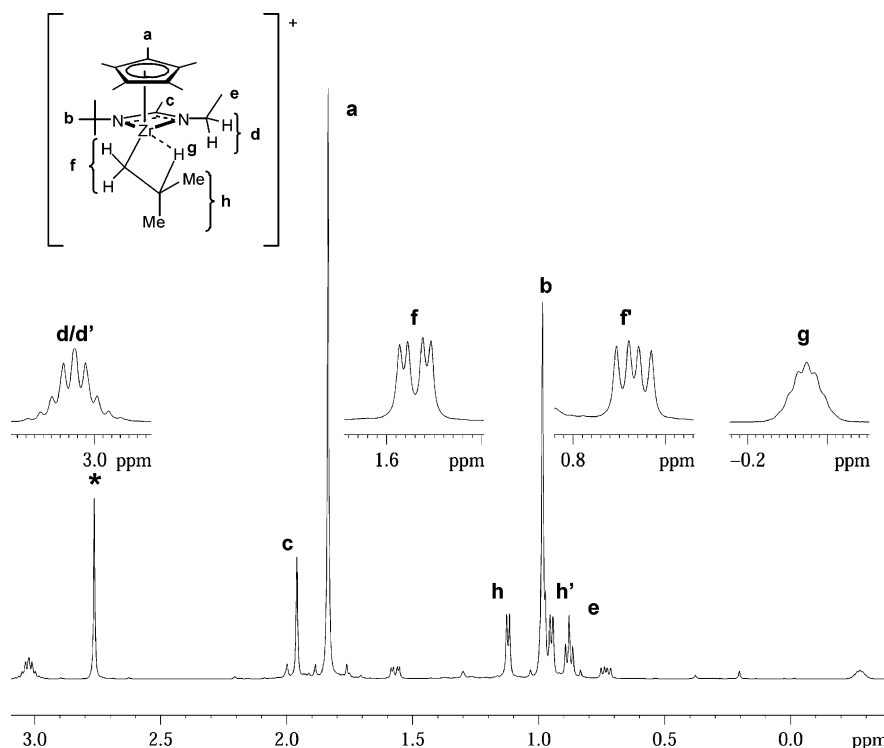 +
a
c
e
b
N
N
Zr
H
H
d
H
g
f
H
H
Me
h
Me
a
b
d/d’
f
f'
g
3.0 ppm
1.6 ppm
0.8 ppm
−0.2 ppm
*
c
h
h’
e
3.0 2.5 2.0 1.5 1.0 0.5 0.0 ppm